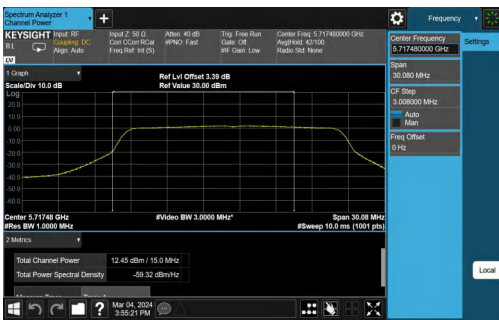 Spectrum Analyzer 1
Channel Power
+
Frequency
KEYSIGHT
Input: RF
Input Z: 50 Ω
Atten: 40 dB
Trig: Free Run
Center Freq: 5.717480000 GHz
R L
Coupling: DC
Corr CCorr RCal
#PNO: Fast
Gate: Off
Avg|Hold: 42/100
Align: Auto
Freq Ref: Int (S)
#IF Gain: Low
Radio Std: None
Center Frequency
5.717480000 GHz
Settings
Span
30.080 MHz
CF Step
3.008000 MHz
Auto
Man
Freq Offset
0 Hz
1 Graph
Ref Lvl Offset 3.39 dB
Scale/Div 10.0 dB
Ref Value 30.00 dBm
Log
20.0
10.0
0.00
-10.0
-20.0
-30.0
-40.0
-50.0
-60.0
Center 5.71748 GHz
#Video BW 3.0000 MHz*
Span 30.08 MHz
#Res BW 1.0000 MHz
#Sweep 10.0 ms (1001 pts)
2 Metrics
Total Channel Power
12.45 dBm / 15.0 MHz
Total Power Spectral Density
-59.32 dBm/Hz
Local
?
Mar 04, 2024
3:55:21 PM